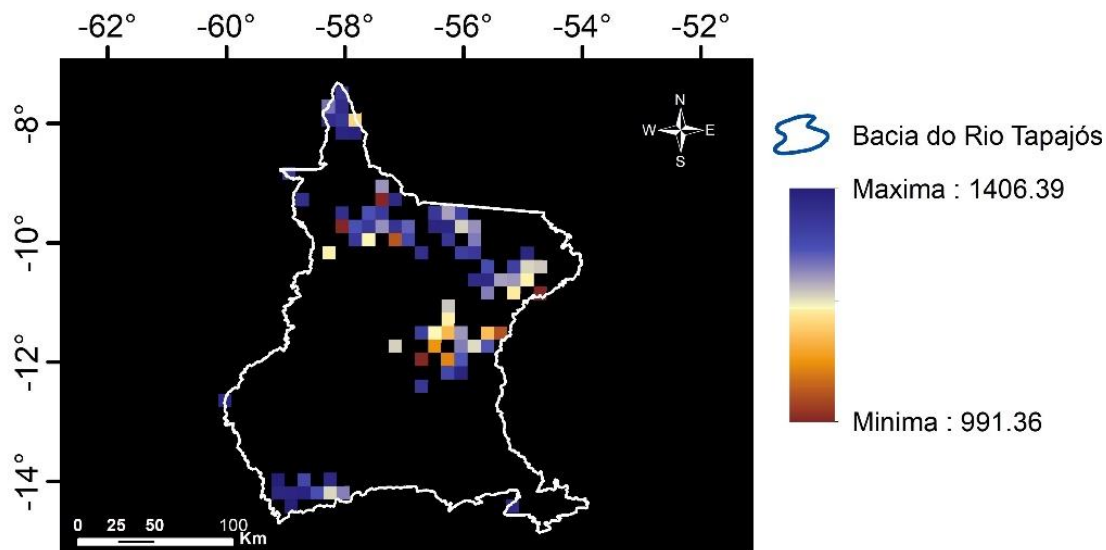 -62° -60° -58° -56° -54° -52°
-8°
-10°
-12°
-14°
N
W E
S
0 25 50 100
Km
Bacia do Rio Tapajós
Maxima : 1406.39
Minima : 991.36